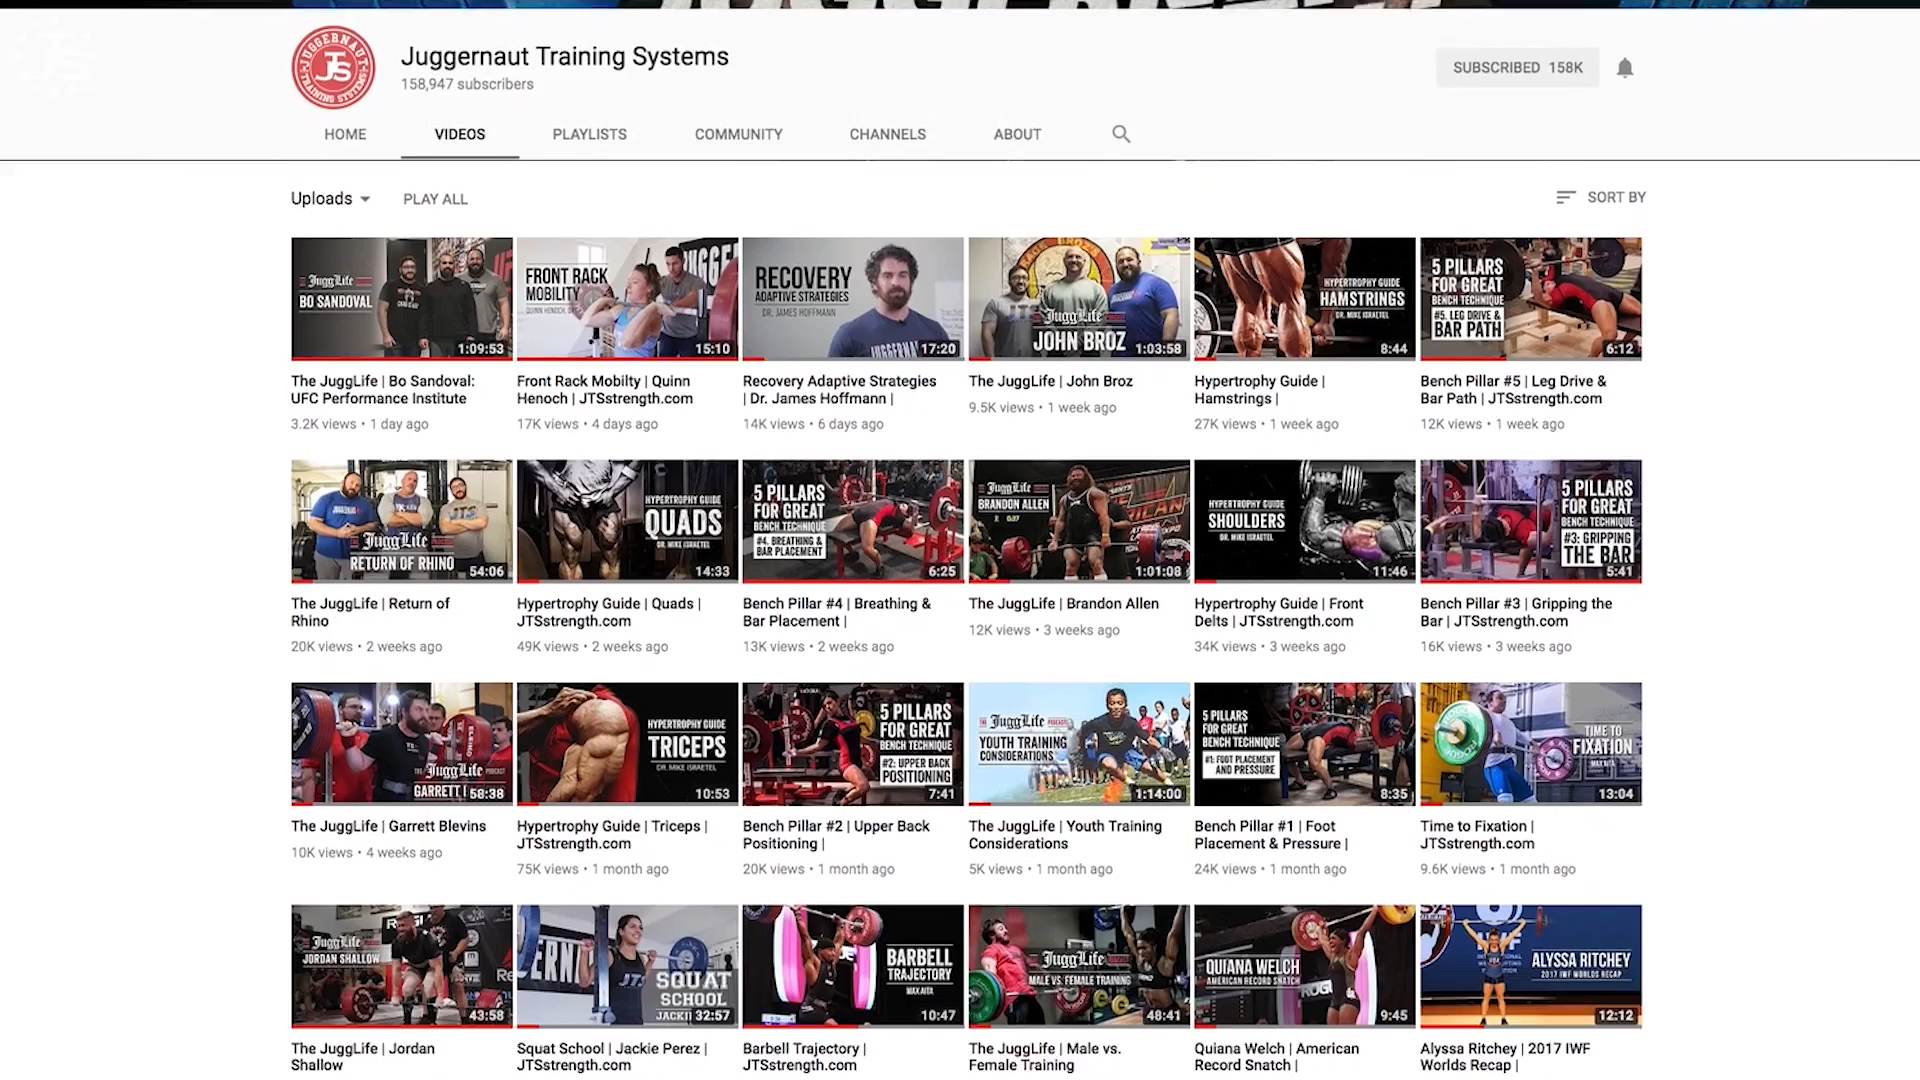 JUGGERNAUT
JTS
TRAINING SYSTEMS
Juggernaut Training Systems
158,947 subscribers
SUBSCRIBED 158K
HOME
VIDEOS
PLAYLISTS
COMMUNITY
CHANNELS
ABOUT
Uploads
PLAY ALL
SORT BY
JuggLife
BO SANDOVAL
1:09:53
FRONT RACK
MOBILITY
15:10
RECOVERY
ADAPTIVE STRATEGIES
DR. JAMES HOFFMANN
17:20
JuggLife
JOHN BROZ
1:03:58
HYPERTROPHY GUIDE
HAMSTRINGS
DR. MIKE ISRAETEL
8:44
5 PILLARS
FOR GREAT
BENCH TECHNIQUE
#5. LEG DRIVE &
BAR PATH
6:12
The JuggLife | Bo Sandoval:
UFC Performance Institute
3.2K views • 1 day ago
Front Rack Mobilty | Quinn
Henoch | JTSstrength.com
17K views • 4 days ago
Recovery Adaptive Strategies
| Dr. James Hoffmann |
14K views • 6 days ago
The JuggLife | John Broz
9.5K views • 1 week ago
Hypertrophy Guide |
Hamstrings |
27K views • 1 week ago
Bench Pillar #5 | Leg Drive &
Bar Path | JTSstrength.com
12K views • 1 week ago
JuggLife
RETURN OF RHINO
54:06
HYPERTROPHY GUIDE
QUADS
DR. MIKE ISRAETEL
14:33
5 PILLARS
FOR GREAT
BENCH TECHNIQUE
#4. BREATHING &
BAR PLACEMENT
6:25
JuggLife
BRANDON ALLEN
1:01:08
HYPERTROPHY GUIDE
SHOULDERS
DR. MIKE ISRAETEL
11:46
5 PILLARS
FOR GREAT
BENCH TECHNIQUE
#3: GRIPPING
THE BAR
5:41
The JuggLife | Return of
Rhino
20K views • 2 weeks ago
Hypertrophy Guide | Quads |
JTSstrength.com
49K views • 2 weeks ago
Bench Pillar #4 | Breathing &
Bar Placement |
13K views • 2 weeks ago
The JuggLife | Brandon Allen
12K views • 3 weeks ago
Hypertrophy Guide | Front
Delts | JTSstrength.com
34K views • 3 weeks ago
Bench Pillar #3 | Gripping the
Bar | JTSstrength.com
16K views • 3 weeks ago
THE JuggLife PODCAST
GARRETT
58:38
HYPERTROPHY GUIDE
TRICEPS
DR. MIKE ISRAETEL
10:53
5 PILLARS
FOR GREAT
BENCH TECHNIQUE
#2: UPPER BACK
POSITIONING
7:41
THE JuggLife PODCAST
YOUTH TRAINING
CONSIDERATIONS
1:14:00
5 PILLARS
FOR GREAT
BENCH TECHNIQUE
#1: FOOT PLACEMENT
AND PRESSURE
8:35
TIME TO
FIXATION
MAX AITA
13:04
The JuggLife | Garrett Blevins
10K views • 4 weeks ago
Hypertrophy Guide | Triceps |
JTSstrength.com
75K views • 1 month ago
Bench Pillar #2 | Upper Back
Positioning |
20K views • 1 month ago
The JuggLife | Youth Training
Considerations
5K views • 1 month ago
Bench Pillar #1 | Foot
Placement & Pressure |
24K views • 1 month ago
Time to Fixation |
JTSstrength.com
9.6K views • 1 month ago
JuggLife
JORDAN SHALLOW
43:58
SQUAT
SCHOOL
32:57
BARBELL
TRAJECTORY
MAX AITA
10:47
JuggLife
MALE VS. FEMALE TRAINING
48:41
QUIANA WELCH
AMERICAN RECORD SNATCH
9:45
ALYSSA RITCHEY
2017 IWF WORLDS RECAP
12:12
The JuggLife | Jordan
Shallow
Squat School | Jackie Perez |
JTSstrength.com
Barbell Trajectory |
JTSstrength.com
The JuggLife | Male vs.
Female Training
Quiana Welch | American
Record Snatch |
Alyssa Ritchey | 2017 IWF
Worlds Recap |